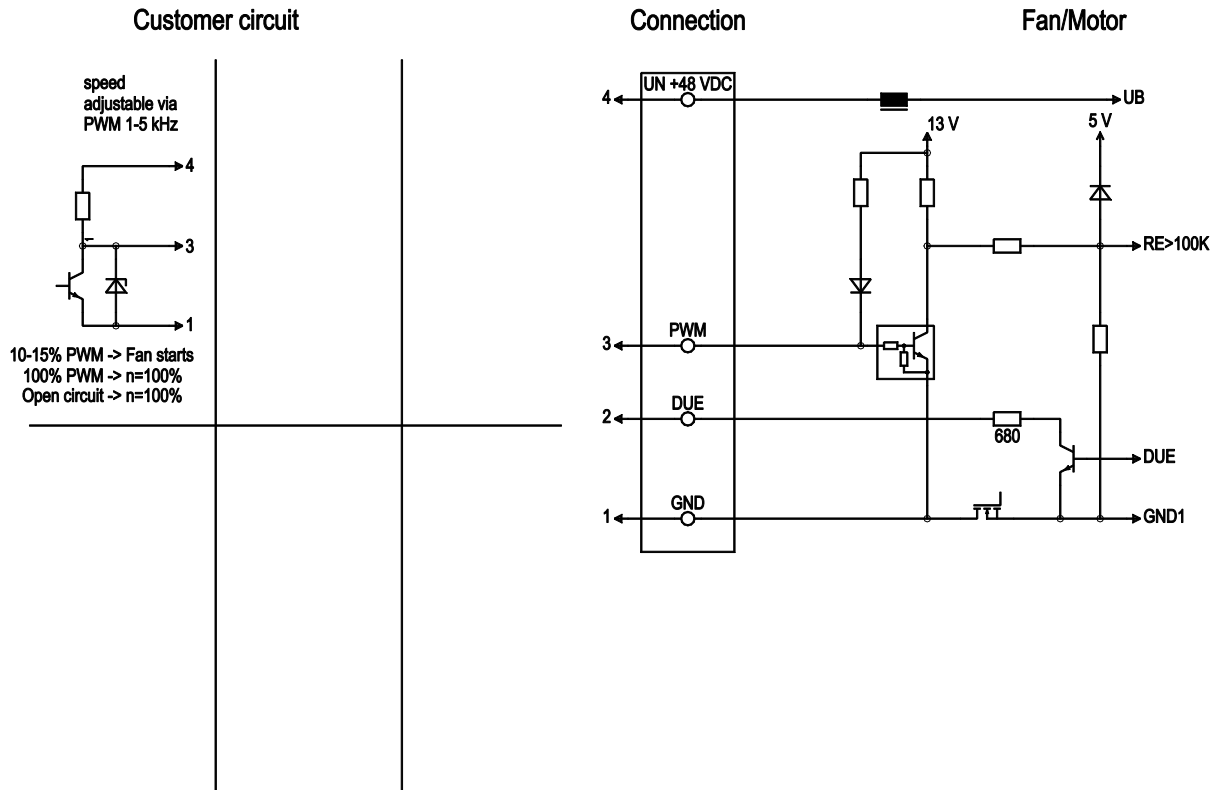 Customer circuit
Connection
Fan/Motor
speed
adjustable via
PWM 1-5 kHz
4
3
1
1
10-15% PWM -> Fan starts
100% PWM -> n=100%
Open circuit -> n=100%
UN +48 VDC
4
UB
13 V
5 V
RE>100K
PWM
3
DUE
2
680
DUE
GND
1
GND1